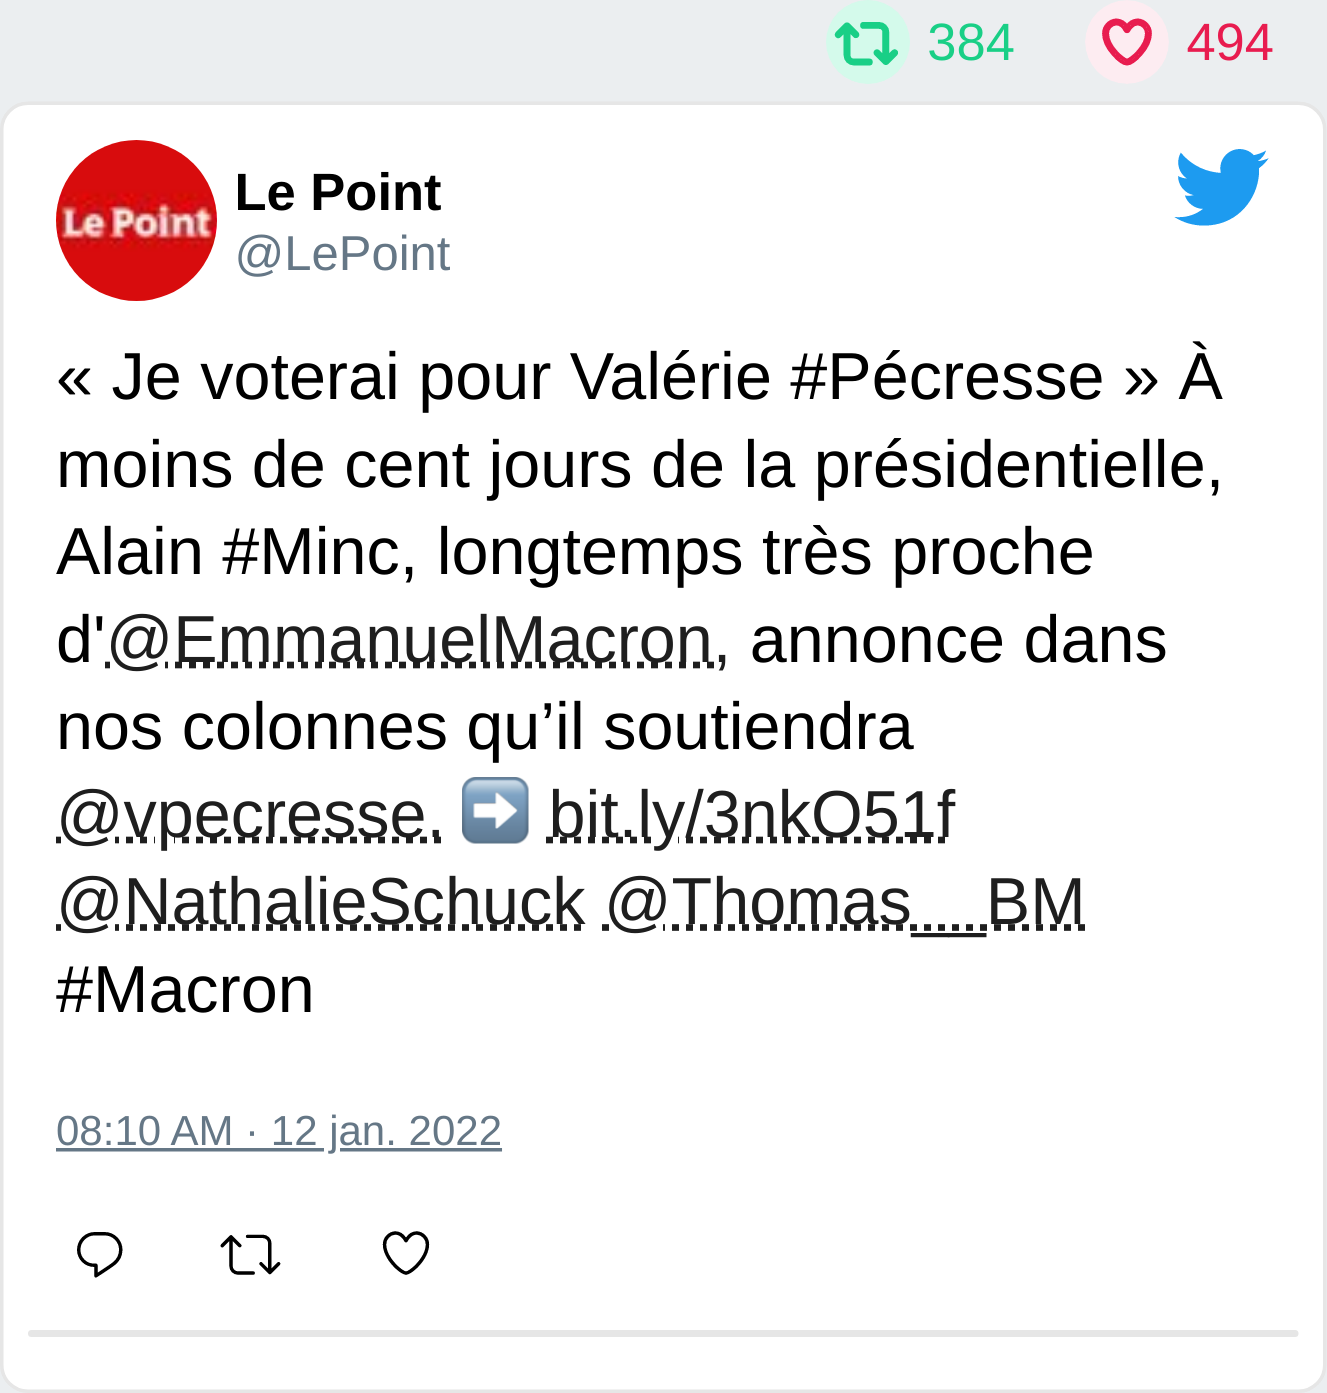 384 494
Le Point
Le Point
@LePoint
« Je voterai pour Valérie #Pécresse » À
moins de cent jours de la présidentielle,
Alain #Minc, longtemps très proche
d'@EmmanuelMacron, annonce dans
nos colonnes qu’il soutiendra
@vpecresse. ➡ bit.ly/3nkO51f
@NathalieSchuck @Thomas__BM
#Macron
08:10 AM · 12 jan. 2022